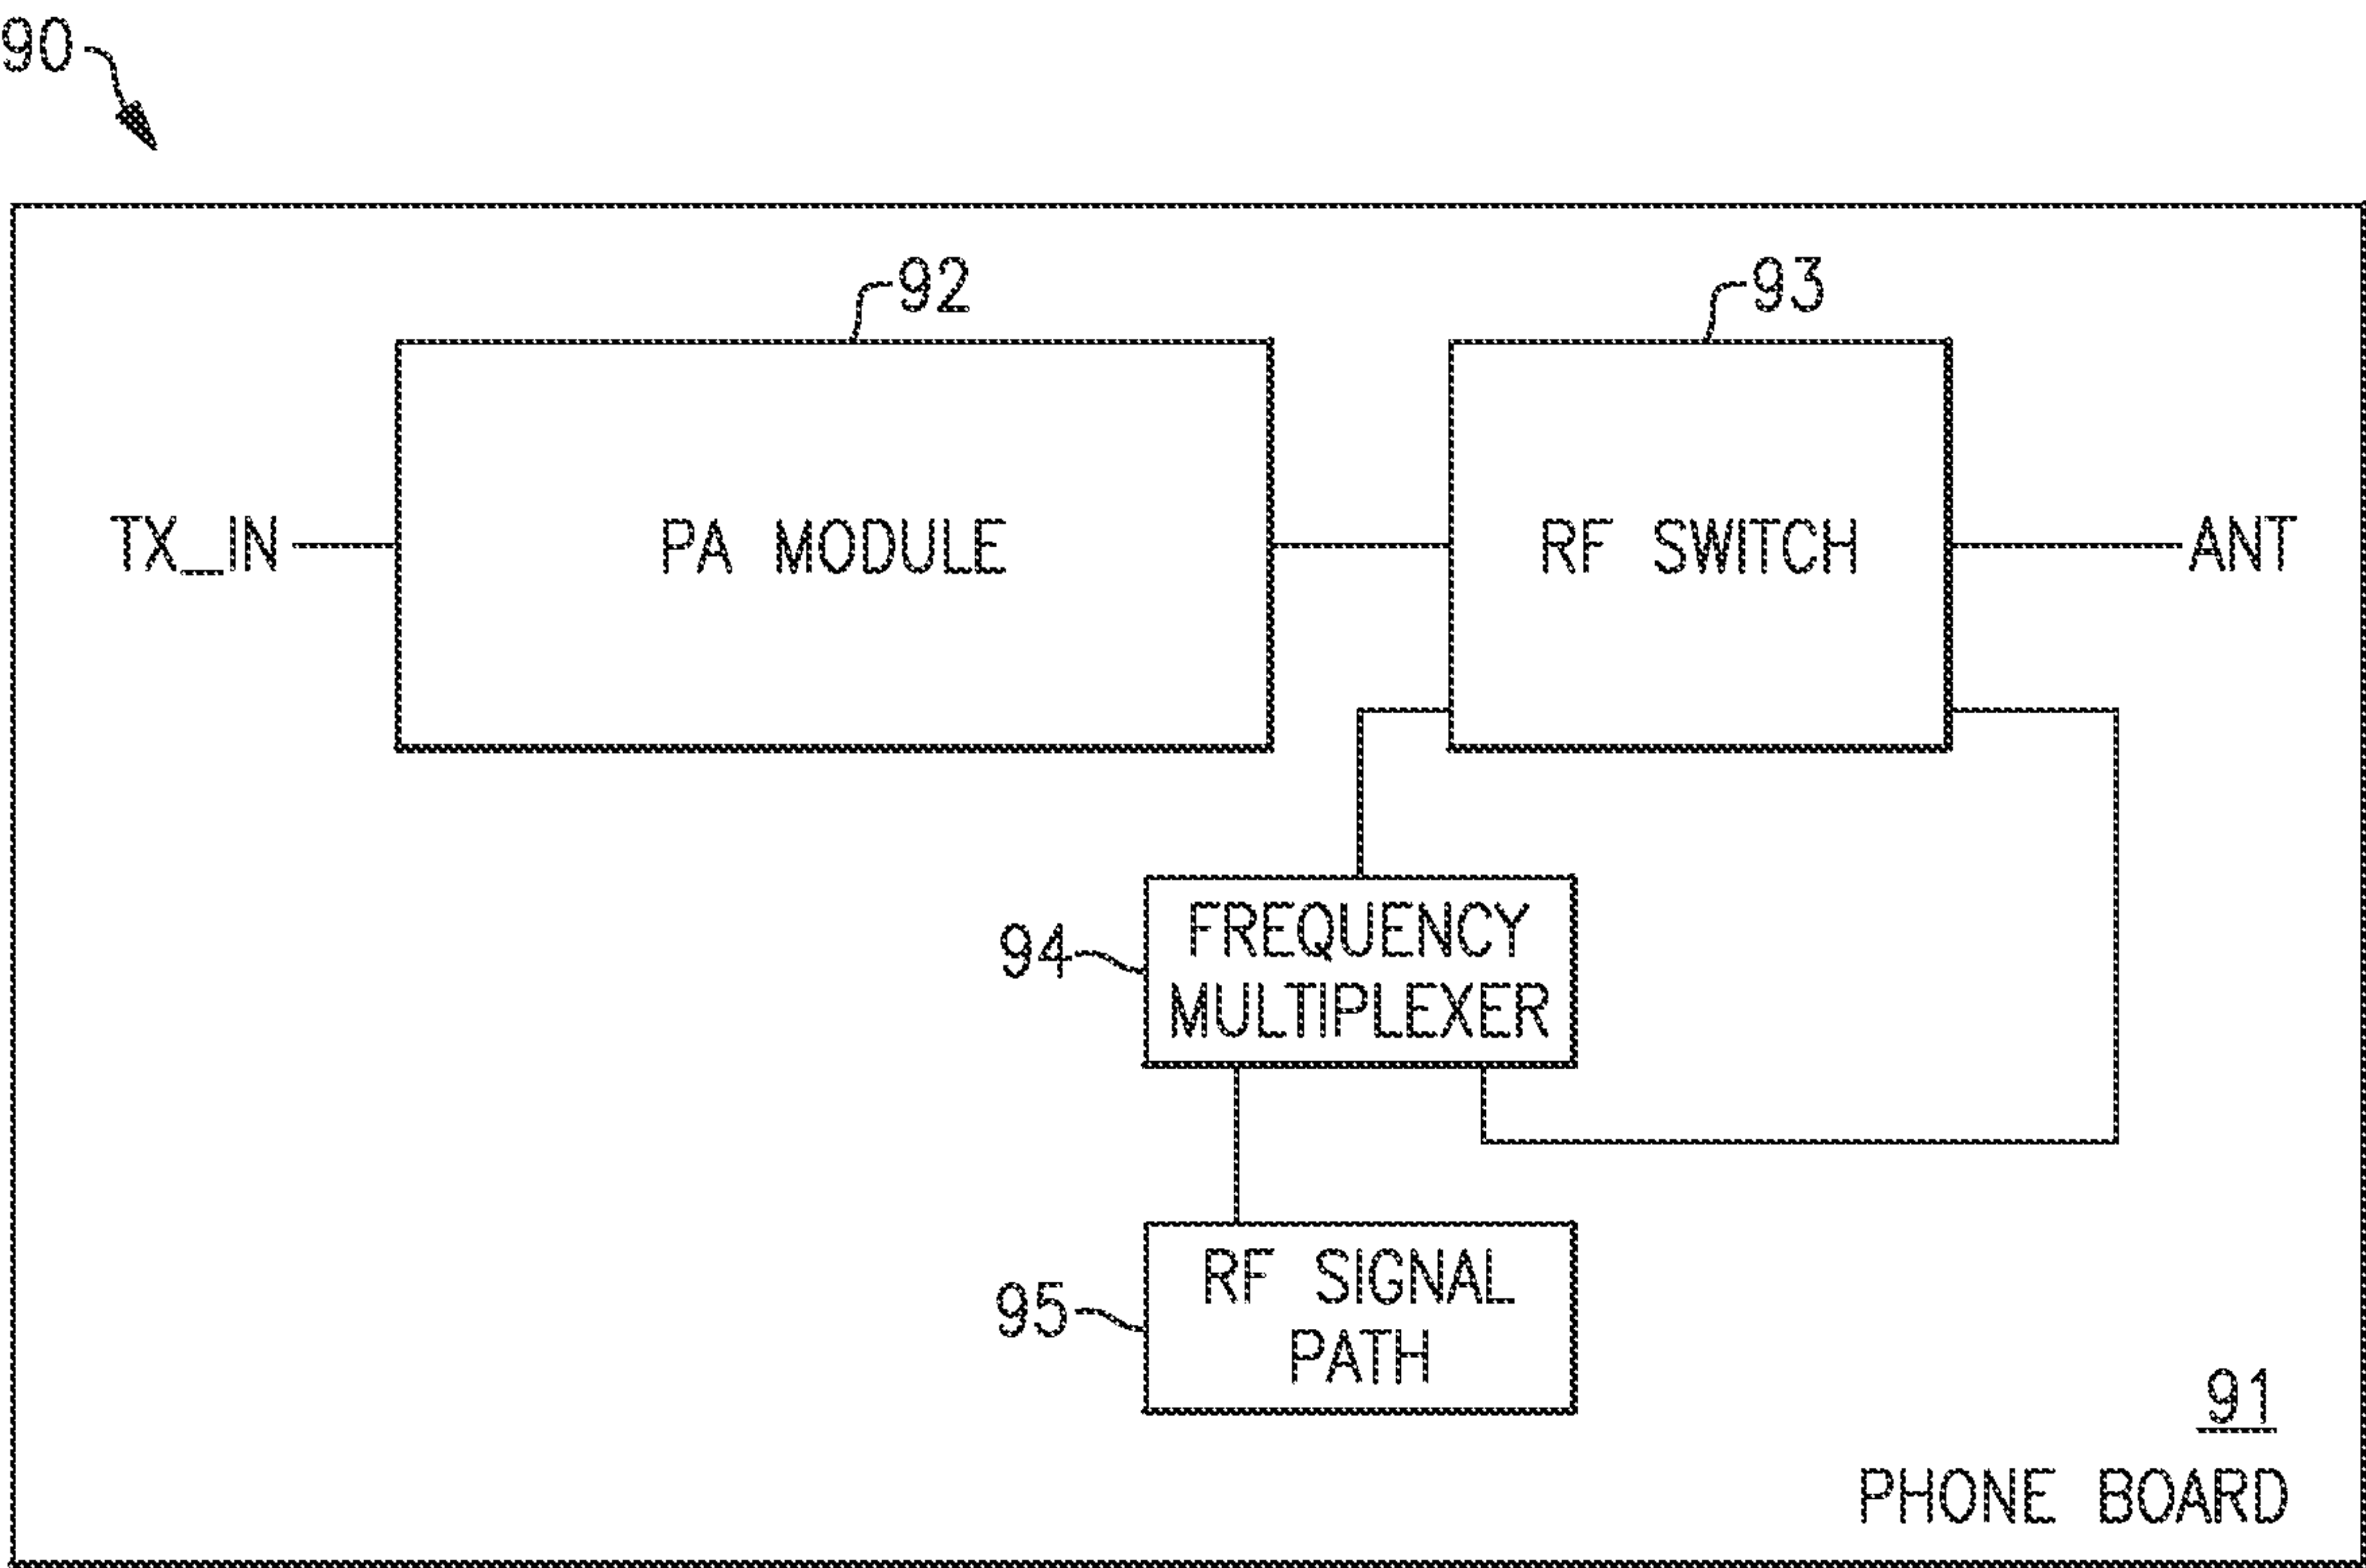 90
92
93
TX_IN
PA MODULE
RF SWITCH
ANT
94
FREQUENCY
MULTIPLEXER
95
RF SIGNAL
PATH
91
PHONE BOARD